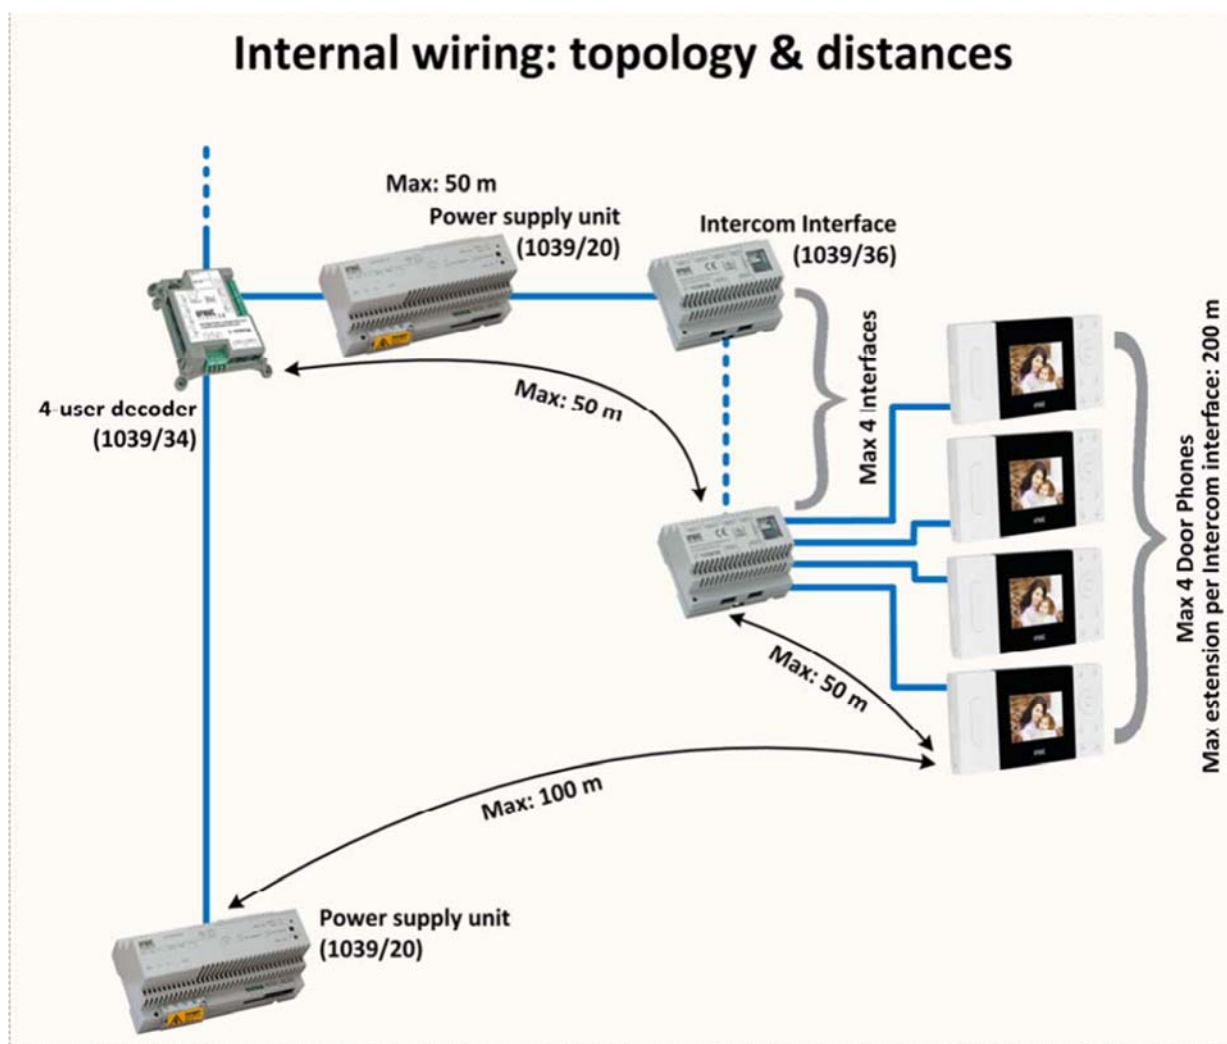 Internal wiring: topology & distances
Max: 50 m
Power supply unit
(1039/20)
Intercom Interface
(1039/36)
4-user decoder
(1039/34)
Max: 50 m
Max 4 Interfaces
Max 4 Door Phones
Max estension per Intercom interface: 200 m
Max: 50 m
Max: 100 m
Power supply unit
(1039/20)